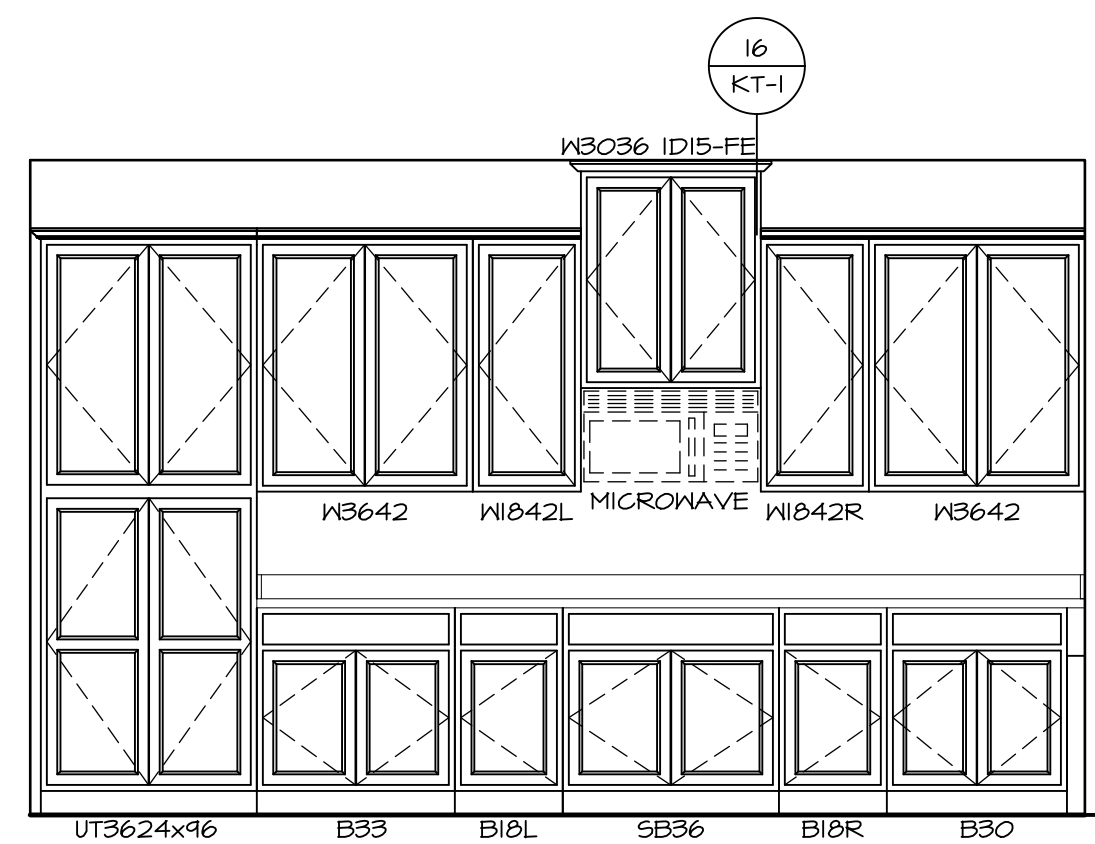 16
KT-1
W3036 1D15-FE
MICROWAVE
W3642 W1842L W1842R W3642
UT3624x96 B33 B18L SB36 B18R B30